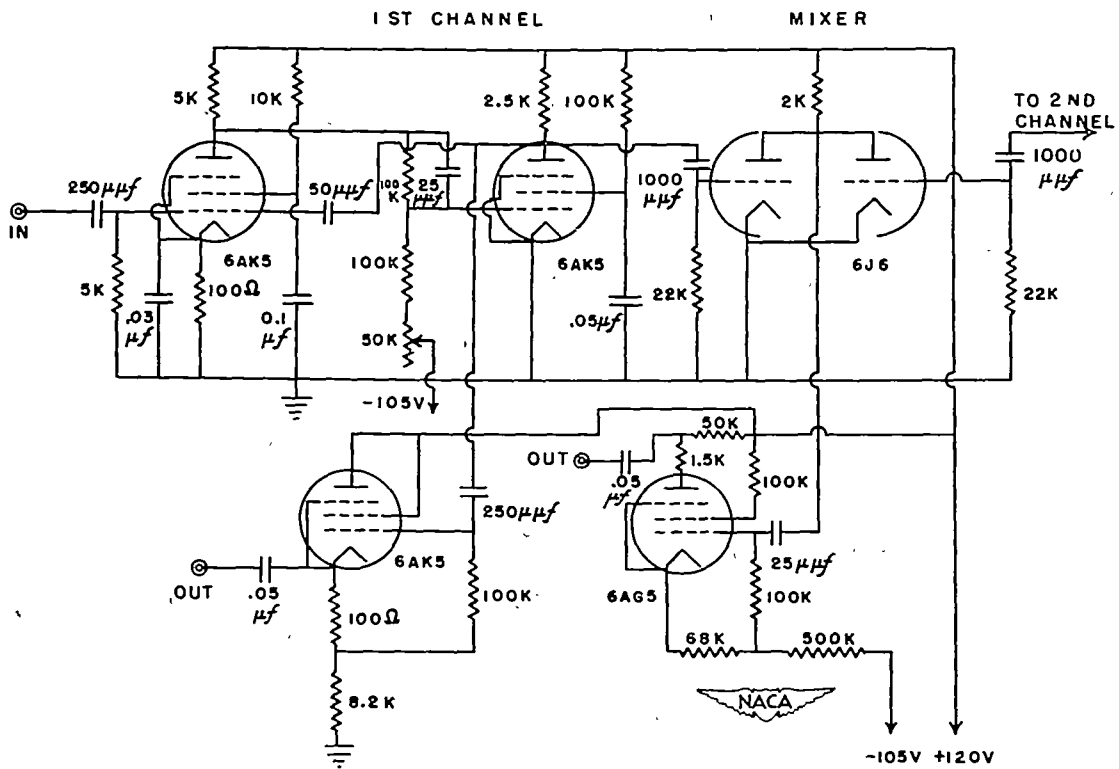 1ST CHANNEL
MIXER
5K
10K
2.5K
100K
2K
TO 2ND
CHANNEL
250μμf
50μμf
100
K
25
μμf
1000
μμf
1000
μμf
IN
6AK5
6AK5
6J6
5K
100Ω
100K
22K
22K
.03
μf
0.1
μf
.05μf
50K
-105V
50K
OUT
.05
μf
1.5K
100K
250μμf
6AK5
25μμf
OUT
.05
μf
100Ω
100K
6AG5
100K
68K
500K
8.2K
NACA
-105V +120V